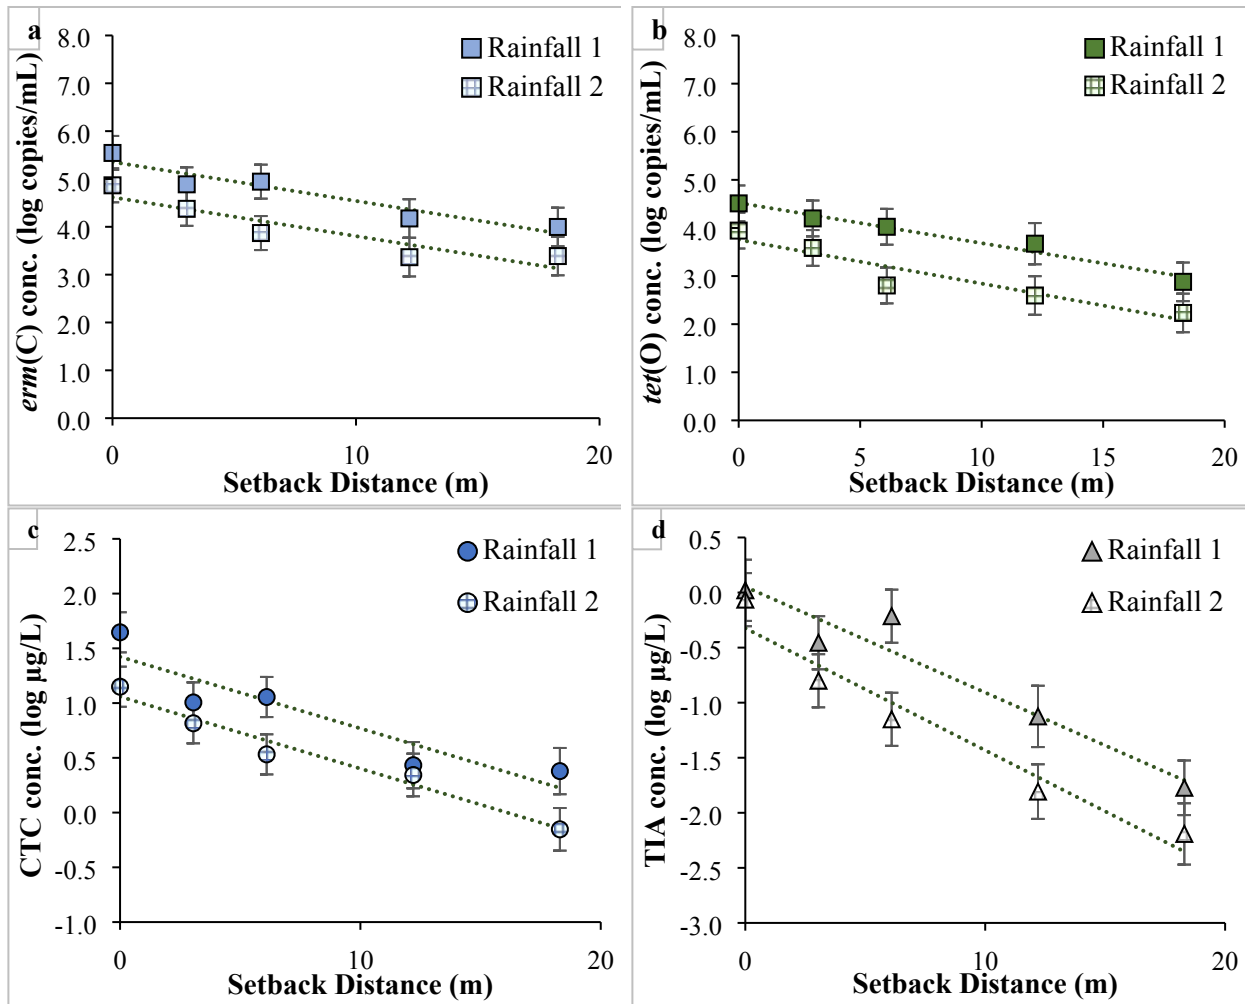 a
8.0
7.0
6.0
5.0
4.0
3.0
2.0
1.0
0.0
erm(C) conc. (log copies/mL)
Rainfall 1
Rainfall 2
0 10 20
Setback Distance (m)
b
8.0
7.0
6.0
5.0
4.0
3.0
2.0
1.0
0.0
tet(O) conc. (log copies/mL)
Rainfall 1
Rainfall 2
0 5 10 15 20
Setback Distance (m)
c
2.5
2.0
1.5
1.0
0.5
0.0
-0.5
-1.0
CTC conc. (log µg/L)
Rainfall 1
Rainfall 2
0 10 20
Setback Distance (m)
d
0.5
0.0
-0.5
-1.0
-1.5
-2.0
-2.5
-3.0
TIA conc. (log µg/L)
Rainfall 1
Rainfall 2
0 10 20
Setback Distance (m)